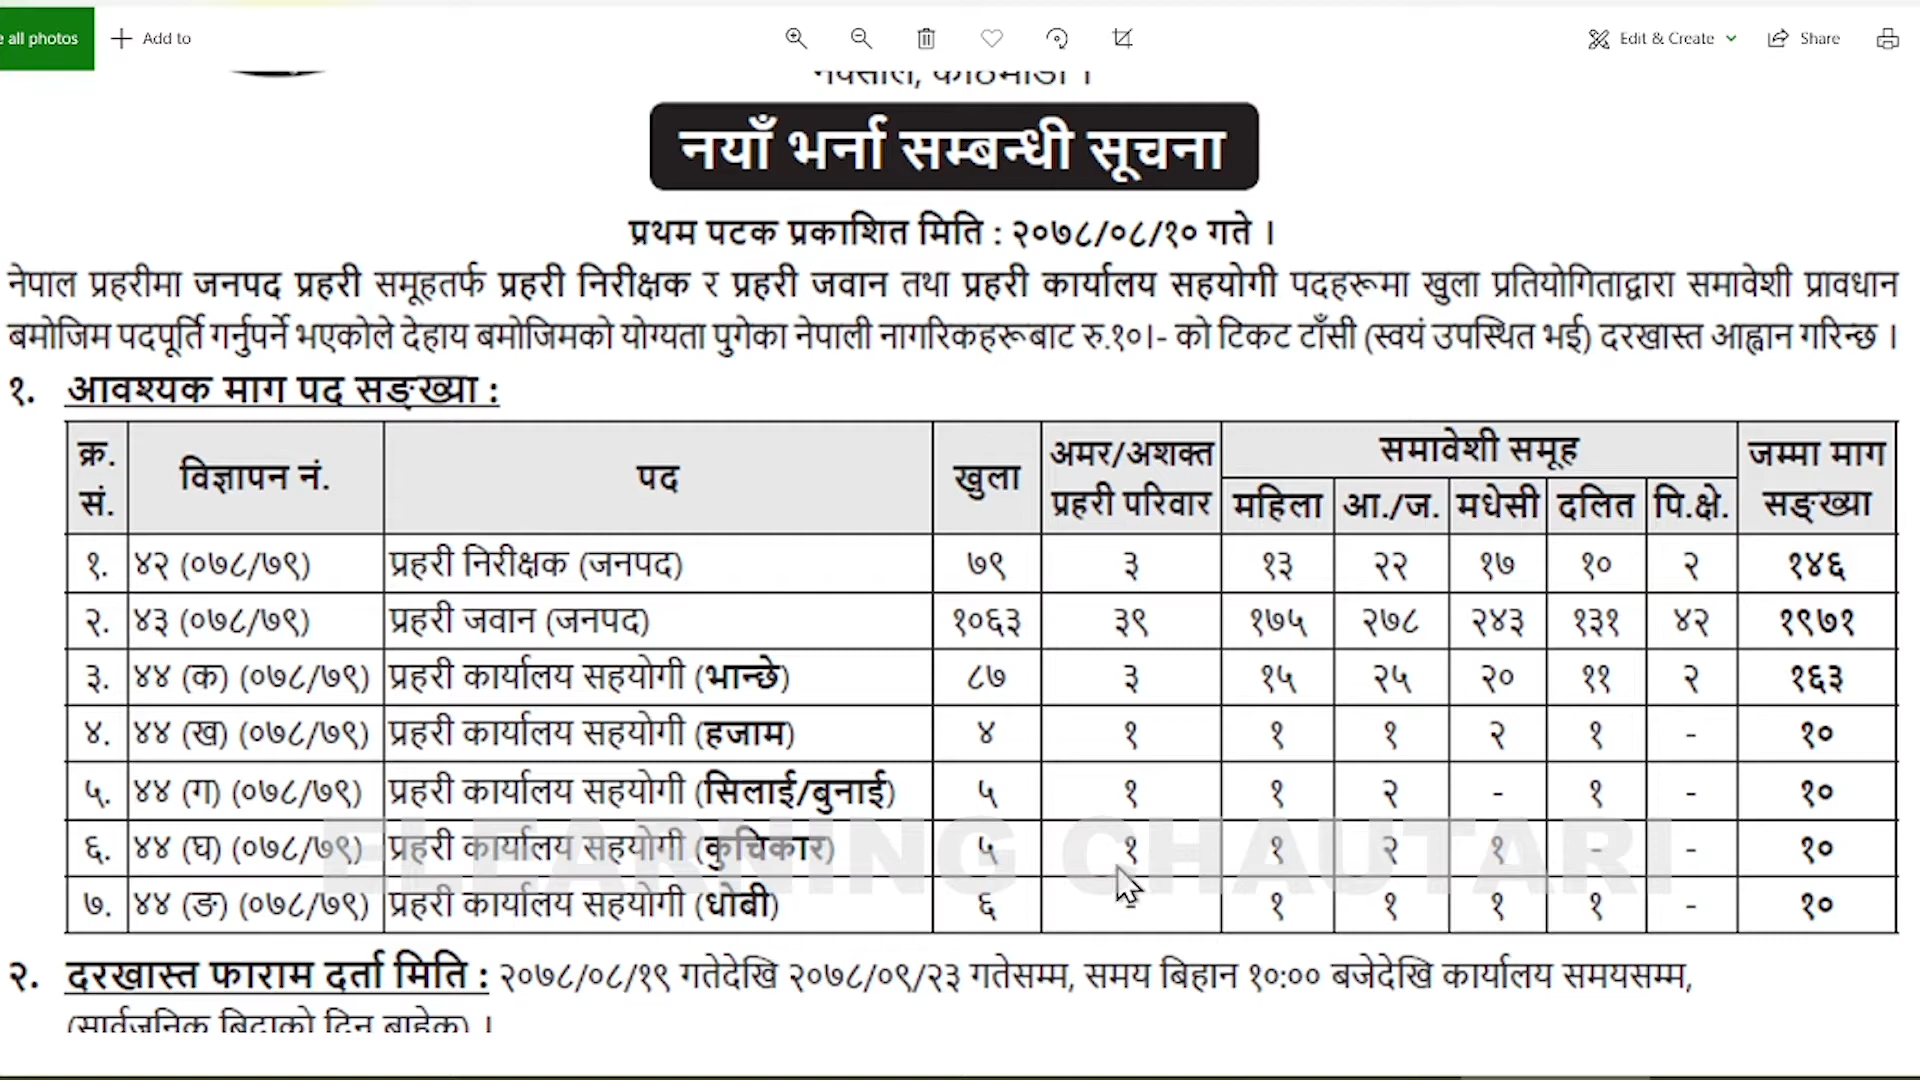 e all photos
Add to
Edit & Create
Share
नक्साल, काठमाडौं ।
नयाँ भर्ना सम्बन्धी सूचना
प्रथम पटक प्रकाशित मिति : २०७८/०८/१० गते ।
नेपाल प्रहरीमा जनपद प्रहरी समूहतर्फ प्रहरी निरीक्षक र प्रहरी जवान तथा प्रहरी कार्यालय सहयोगी पदहरूमा खुला प्रतियोगिताद्वारा समावेशी प्रावधान
बमोजिम पदपूर्ति गर्नुपर्ने भएकोले देहाय बमोजिमको योग्यता पुगेका नेपाली नागरिकहरूबाट रु.१०।- को टिकट टाँसी (स्वयं उपस्थित भई) दरखास्त आह्वान गरिन्छ ।
१. आवश्यक माग पद सङ्ख्या :
क्र. सं. विज्ञापन नं. पद खुला अमर/अशक्त प्रहरी परिवार समावेशी समूह जम्मा माग सङ्ख्या
महिला आ./ज. मधेसी दलित पि.क्षे.
१. ४२ (०७८/७९) प्रहरी निरीक्षक (जनपद) ७९ ३ १३ २२ १७ १० २ १४६
२. ४३ (०७८/७९) प्रहरी जवान (जनपद) १०६३ ३९ १७५ २७८ २४३ १३१ ४२ १९७१
३. ४४ (क) (०७८/७९) प्रहरी कार्यालय सहयोगी (भान्छे) ८७ ३ १५ २५ २० ११ २ १६३
४. ४४ (ख) (०७८/७९) प्रहरी कार्यालय सहयोगी (हजाम) ४ १ १ १ २ १ - १०
५. ४४ (ग) (०७८/७९) प्रहरी कार्यालय सहयोगी (सिलाई/बुनाई) ५ १ १ २ - १ - १०
६. ४४ (घ) (०७८/७९) प्रहरी कार्यालय सहयोगी (कुचिकार) ५ १ १ २ १ - - १०
ELEARNING CHAUTARI
७. ४४ (ङ) (०७८/७९) प्रहरी कार्यालय सहयोगी (धोबी) ६ - १ १ १ १ - १०
२. दरखास्त फाराम दर्ता मिति : २०७८/०८/१९ गतेदेखि २०७८/०९/२३ गतेसम्म, समय बिहान १०:०० बजेदेखि कार्यालय समयसम्म,
(सार्वजनिक बिदाको दिन बाहेक) ।